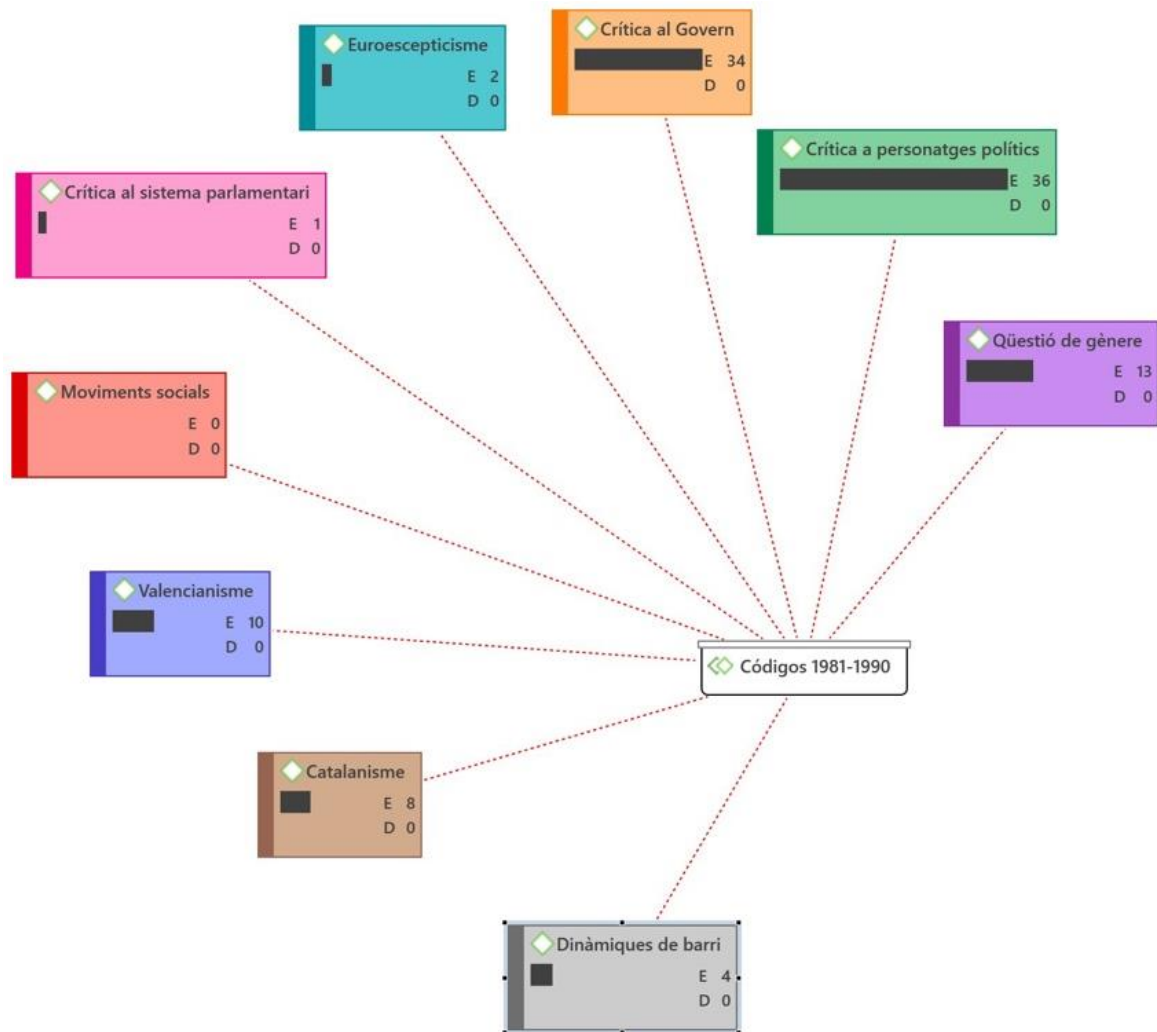 Crítica al Govern
E 34
D 0
Euroescepticisme
E 2
D 0
Crítica a personatges polítics
E 36
D 0
Crítica al sistema parlamentari
E 1
D 0
Qüestió de gènere
E 13
D 0
Moviments socials
E 0
D 0
Valencianisme
E 10
D 0
Códigos 1981-1990
Catalanisme
E 8
D 0
Dinàmiques de barri
E 4
D 0